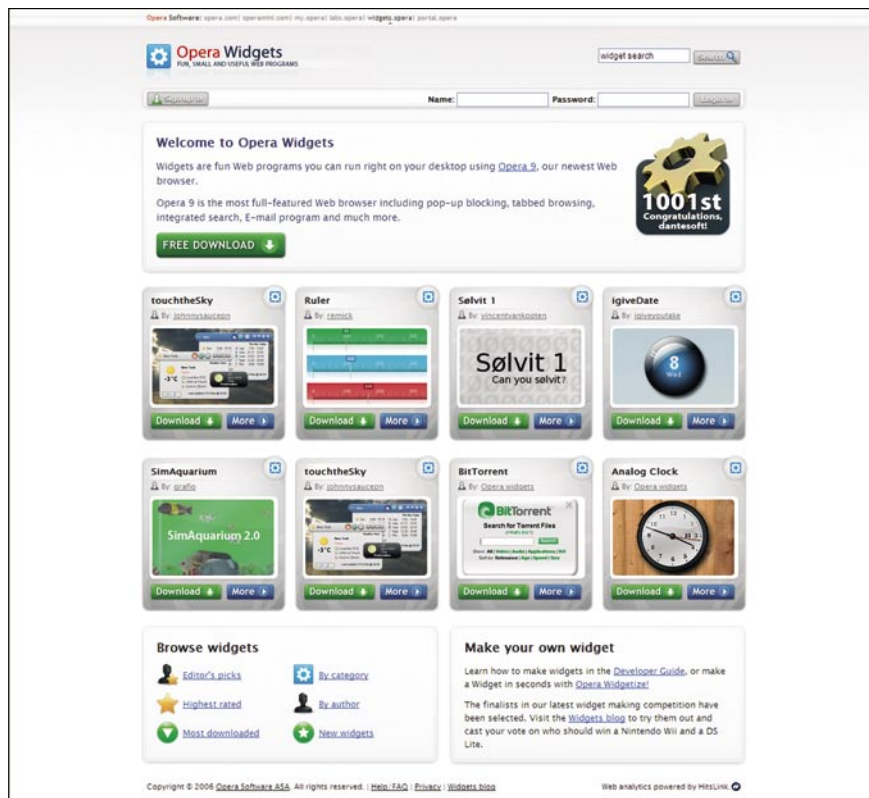 Opera Software: opera.com| operamini.com| my.opera| labs.opera| widgets.opera| portal.opera
Opera Widgets
FUN, SMALL AND USEFUL WEB PROGRAMS
widget search
Search
Sign up
Name:
Password:
Welcome to Opera Widgets
Widgets are fun Web programs you can run right on your desktop using Opera 9, our newest Web
browser.
Opera 9 is the most full-featured Web browser including pop-up blocking, tabbed browsing,
integrated search, E-mail program and much more.
FREE DOWNLOAD
1001st
Congratulations,
dantesoft!
touchtheSky
By: johnnysaucepn
-3°C
Download
More
Ruler
By: remick
Download
More
Sølvit 1
By: vincentvankooten
Sølvit 1
Can you sølvit?
Download
More
igiveDate
By: igiveyoutake
8
Wed
Download
More
SimAquarium
By: grafio
SimAquarium 2.0
Download
More
touchtheSky
By: johnnysaucepn
-3°C
Download
More
BitTorrent
By: Opera widgets
BitTorrent
Search for Torrent Files
Download
More
Analog Clock
By: Opera widgets
Download
More
Browse widgets
Editor's picks
By category
Highest rated
By author
Most downloaded
New widgets
Make your own widget
Learn how to make widgets in the Developer Guide, or make
a Widget in seconds with Opera Widgetize!
The finalists in our latest widget making competition have
been selected. Visit the Widgets blog to try them out and
cast your vote on who should win a Nintendo Wii and a DS
Lite.
Copyright © 2006 Opera Software ASA. All rights reserved. | Help/FAQ | Privacy | Widgets blog
Web analytics powered by HitsLink.